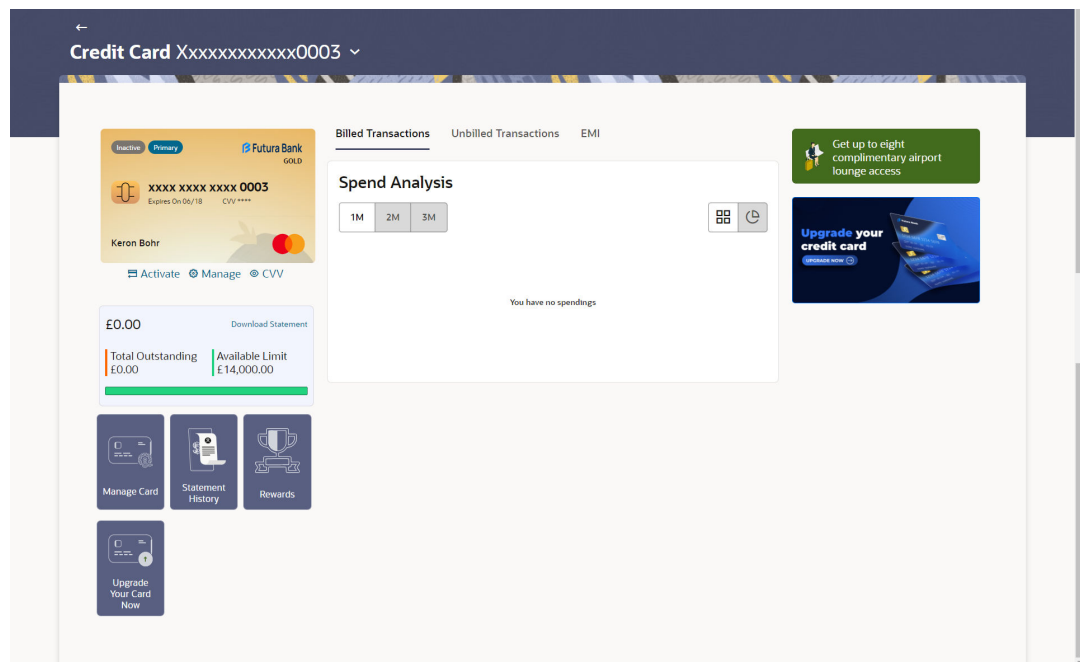 Credit Card Xxxxxxxxxxxx0003
Inactive
Primary
Futura Bank
GOLD
XXXX XXXX XXXX 0003
Expires On 06/18
CVV ****
Keron Bohr
Activate
Manage
CVV
£0.00
Download Statement
Total Outstanding
£0.00
Available Limit
£14,000.00
Manage Card
Statement
History
Rewards
Upgrade
Your Card
Now
Billed Transactions
Unbilled Transactions
EMI
Spend Analysis
1M
2M
3M
You have no spendings
Get up to eight
complimentary airport
lounge access
Upgrade your
credit card
UPGRADE NOW